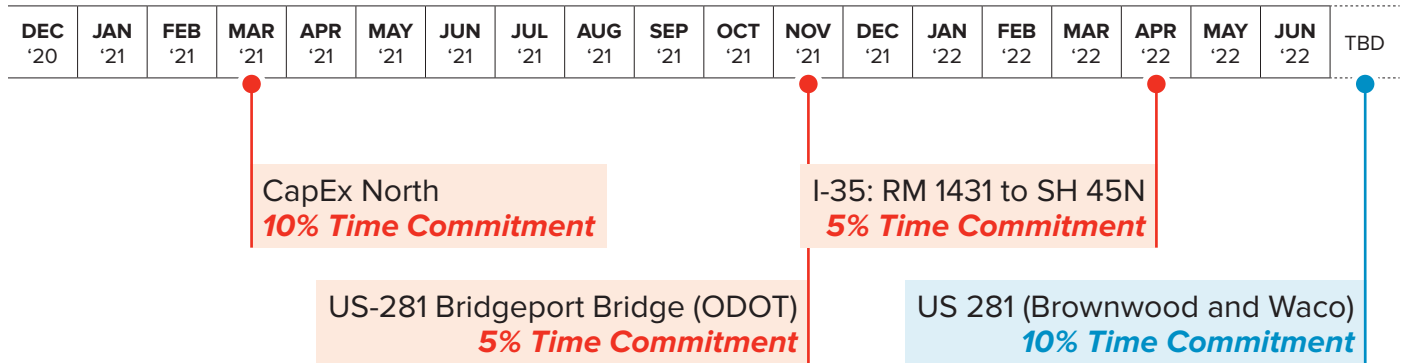 DEC JAN FEB MAR APR MAY JUN JUL AUG SEP OCT NOV DEC JAN FEB MAR APR MAY JUN TBD
‘20 ‘21 ‘21 ‘21 ‘21 ‘21 ‘21 ‘21 ‘21 ‘21 ‘21 ‘21 ‘21 ‘22 ‘22 ‘22 ‘22 ‘22 ‘22
CapEx North
10% Time Commitment
I-35: RM 1431 to SH 45N
5% Time Commitment
US-281 Bridgeport Bridge (ODOT)
5% Time Commitment
US 281 (Brownwood and Waco)
10% Time Commitment